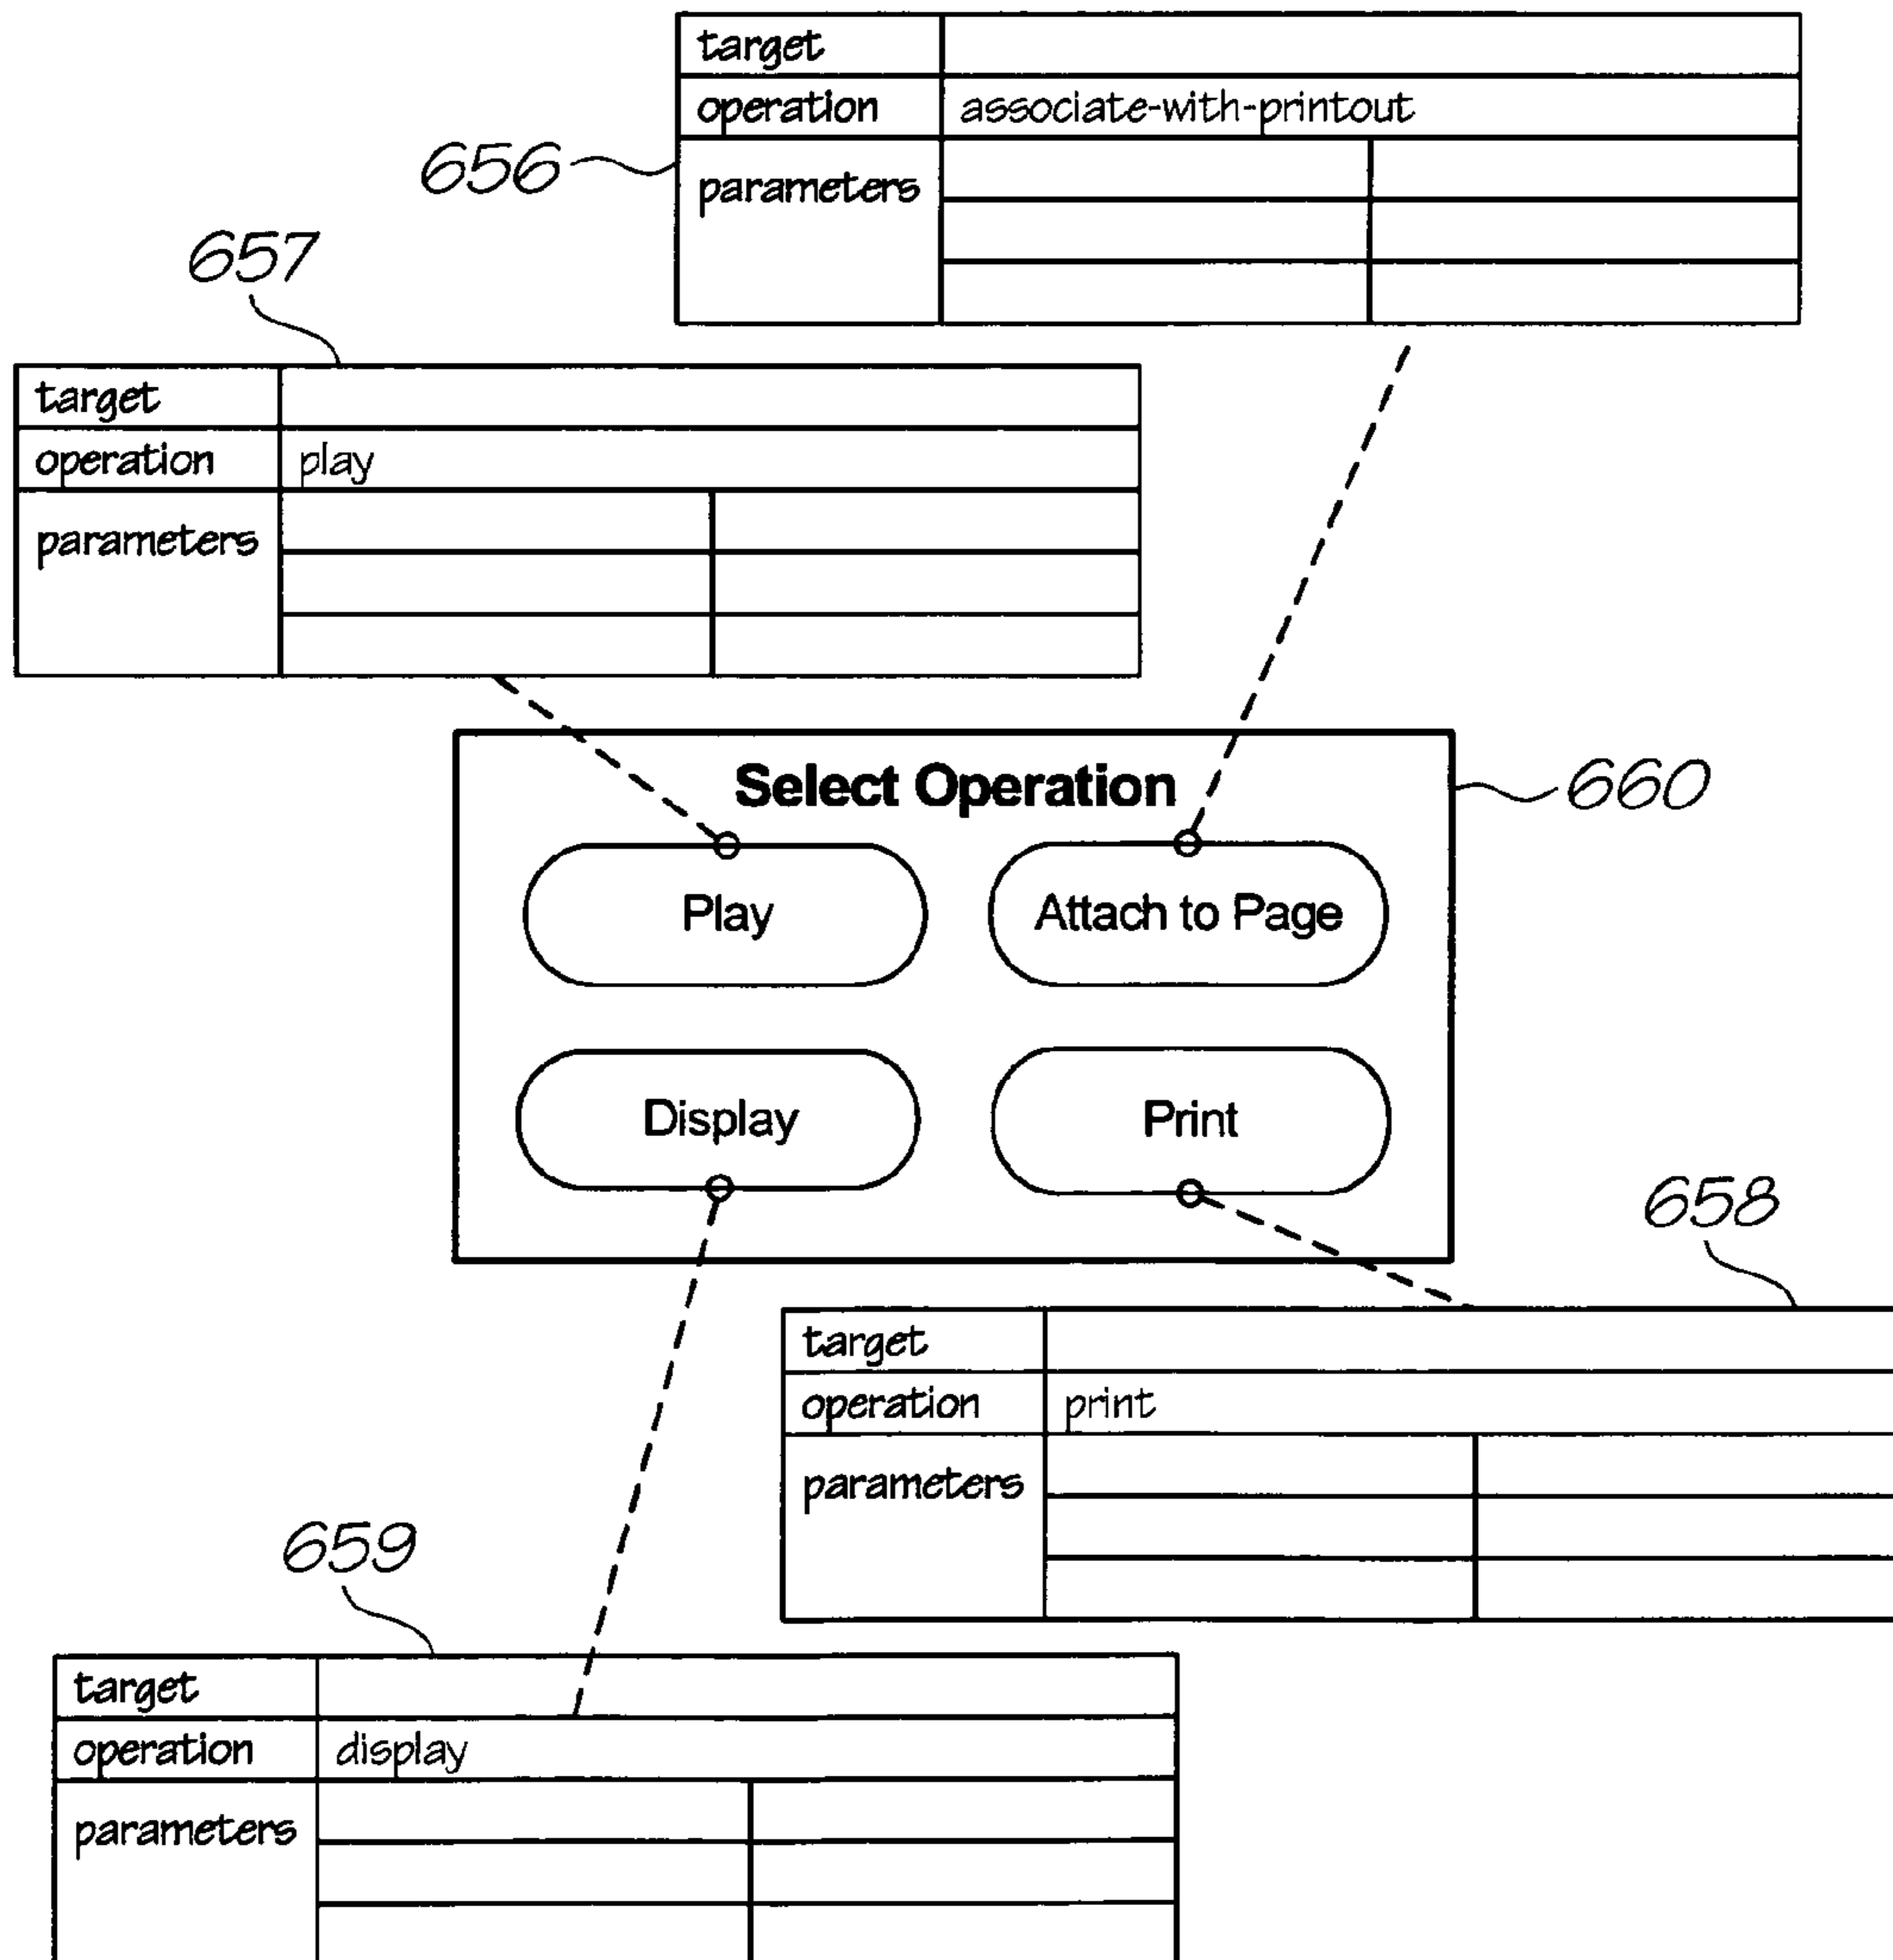 target
operation associate-with-printout
656
parameters
657
target
operation play
parameters
Select Operation
660
Play Attach to Page
Display Print
658
target
operation print
parameters
659
target
operation display
parameters